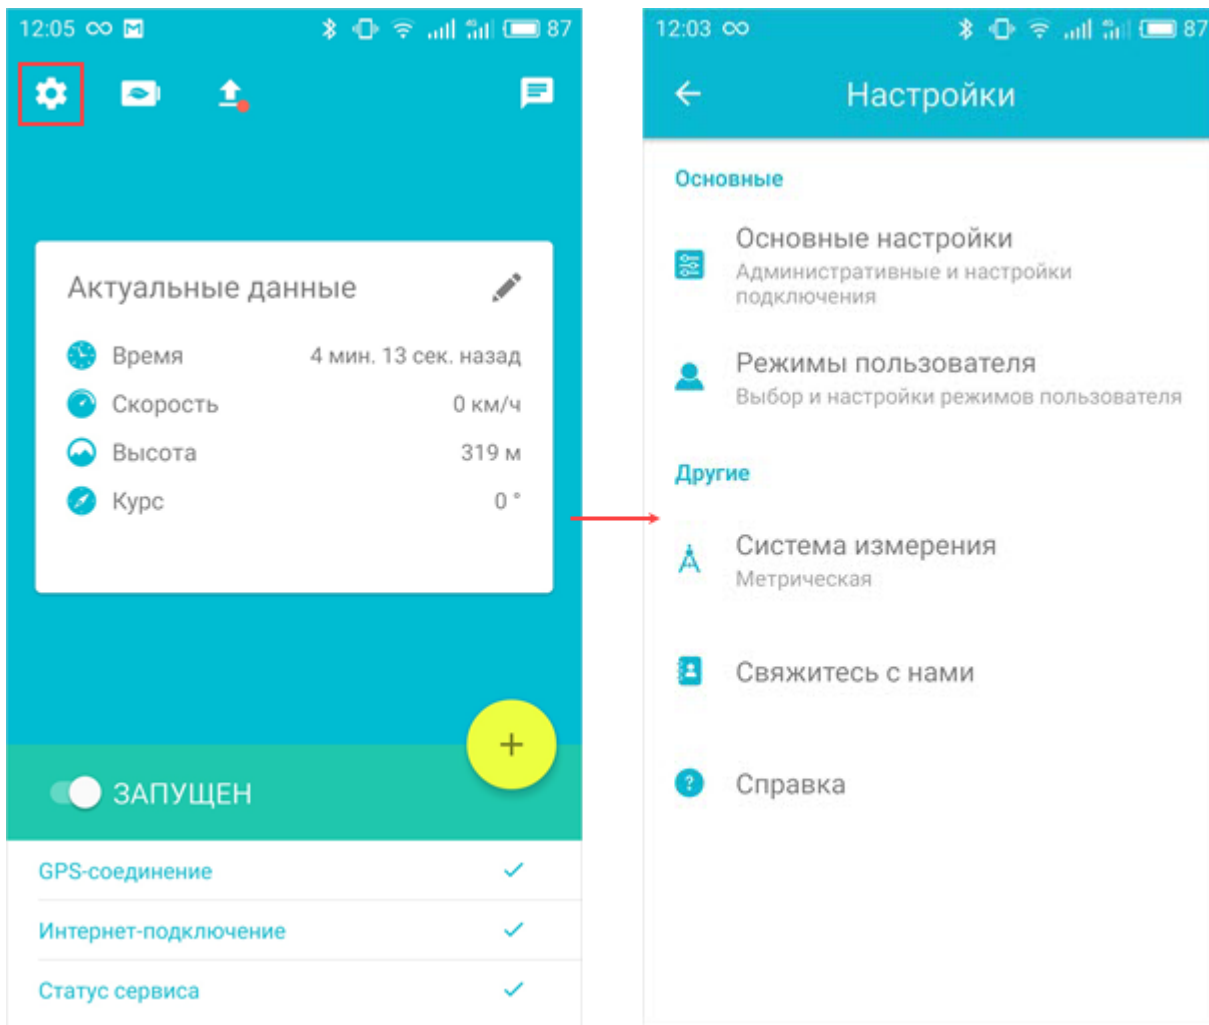 12:05
87
Актуальные данные
Время 4 мин. 13 сек. назад
Скорость 0 км/ч
Высота 319 м
Курс 0 °
+
ЗАПУЩЕН
GPS-соединение
Интернет-подключение
Статус сервиса
12:03
87
Настройки
Основные
Основные настройки
Административные и настройки
подключения
Режимы пользователя
Выбор и настройки режимов пользователя
Другие
Система измерения
Метрическая
Свяжитесь с нами
? Справка